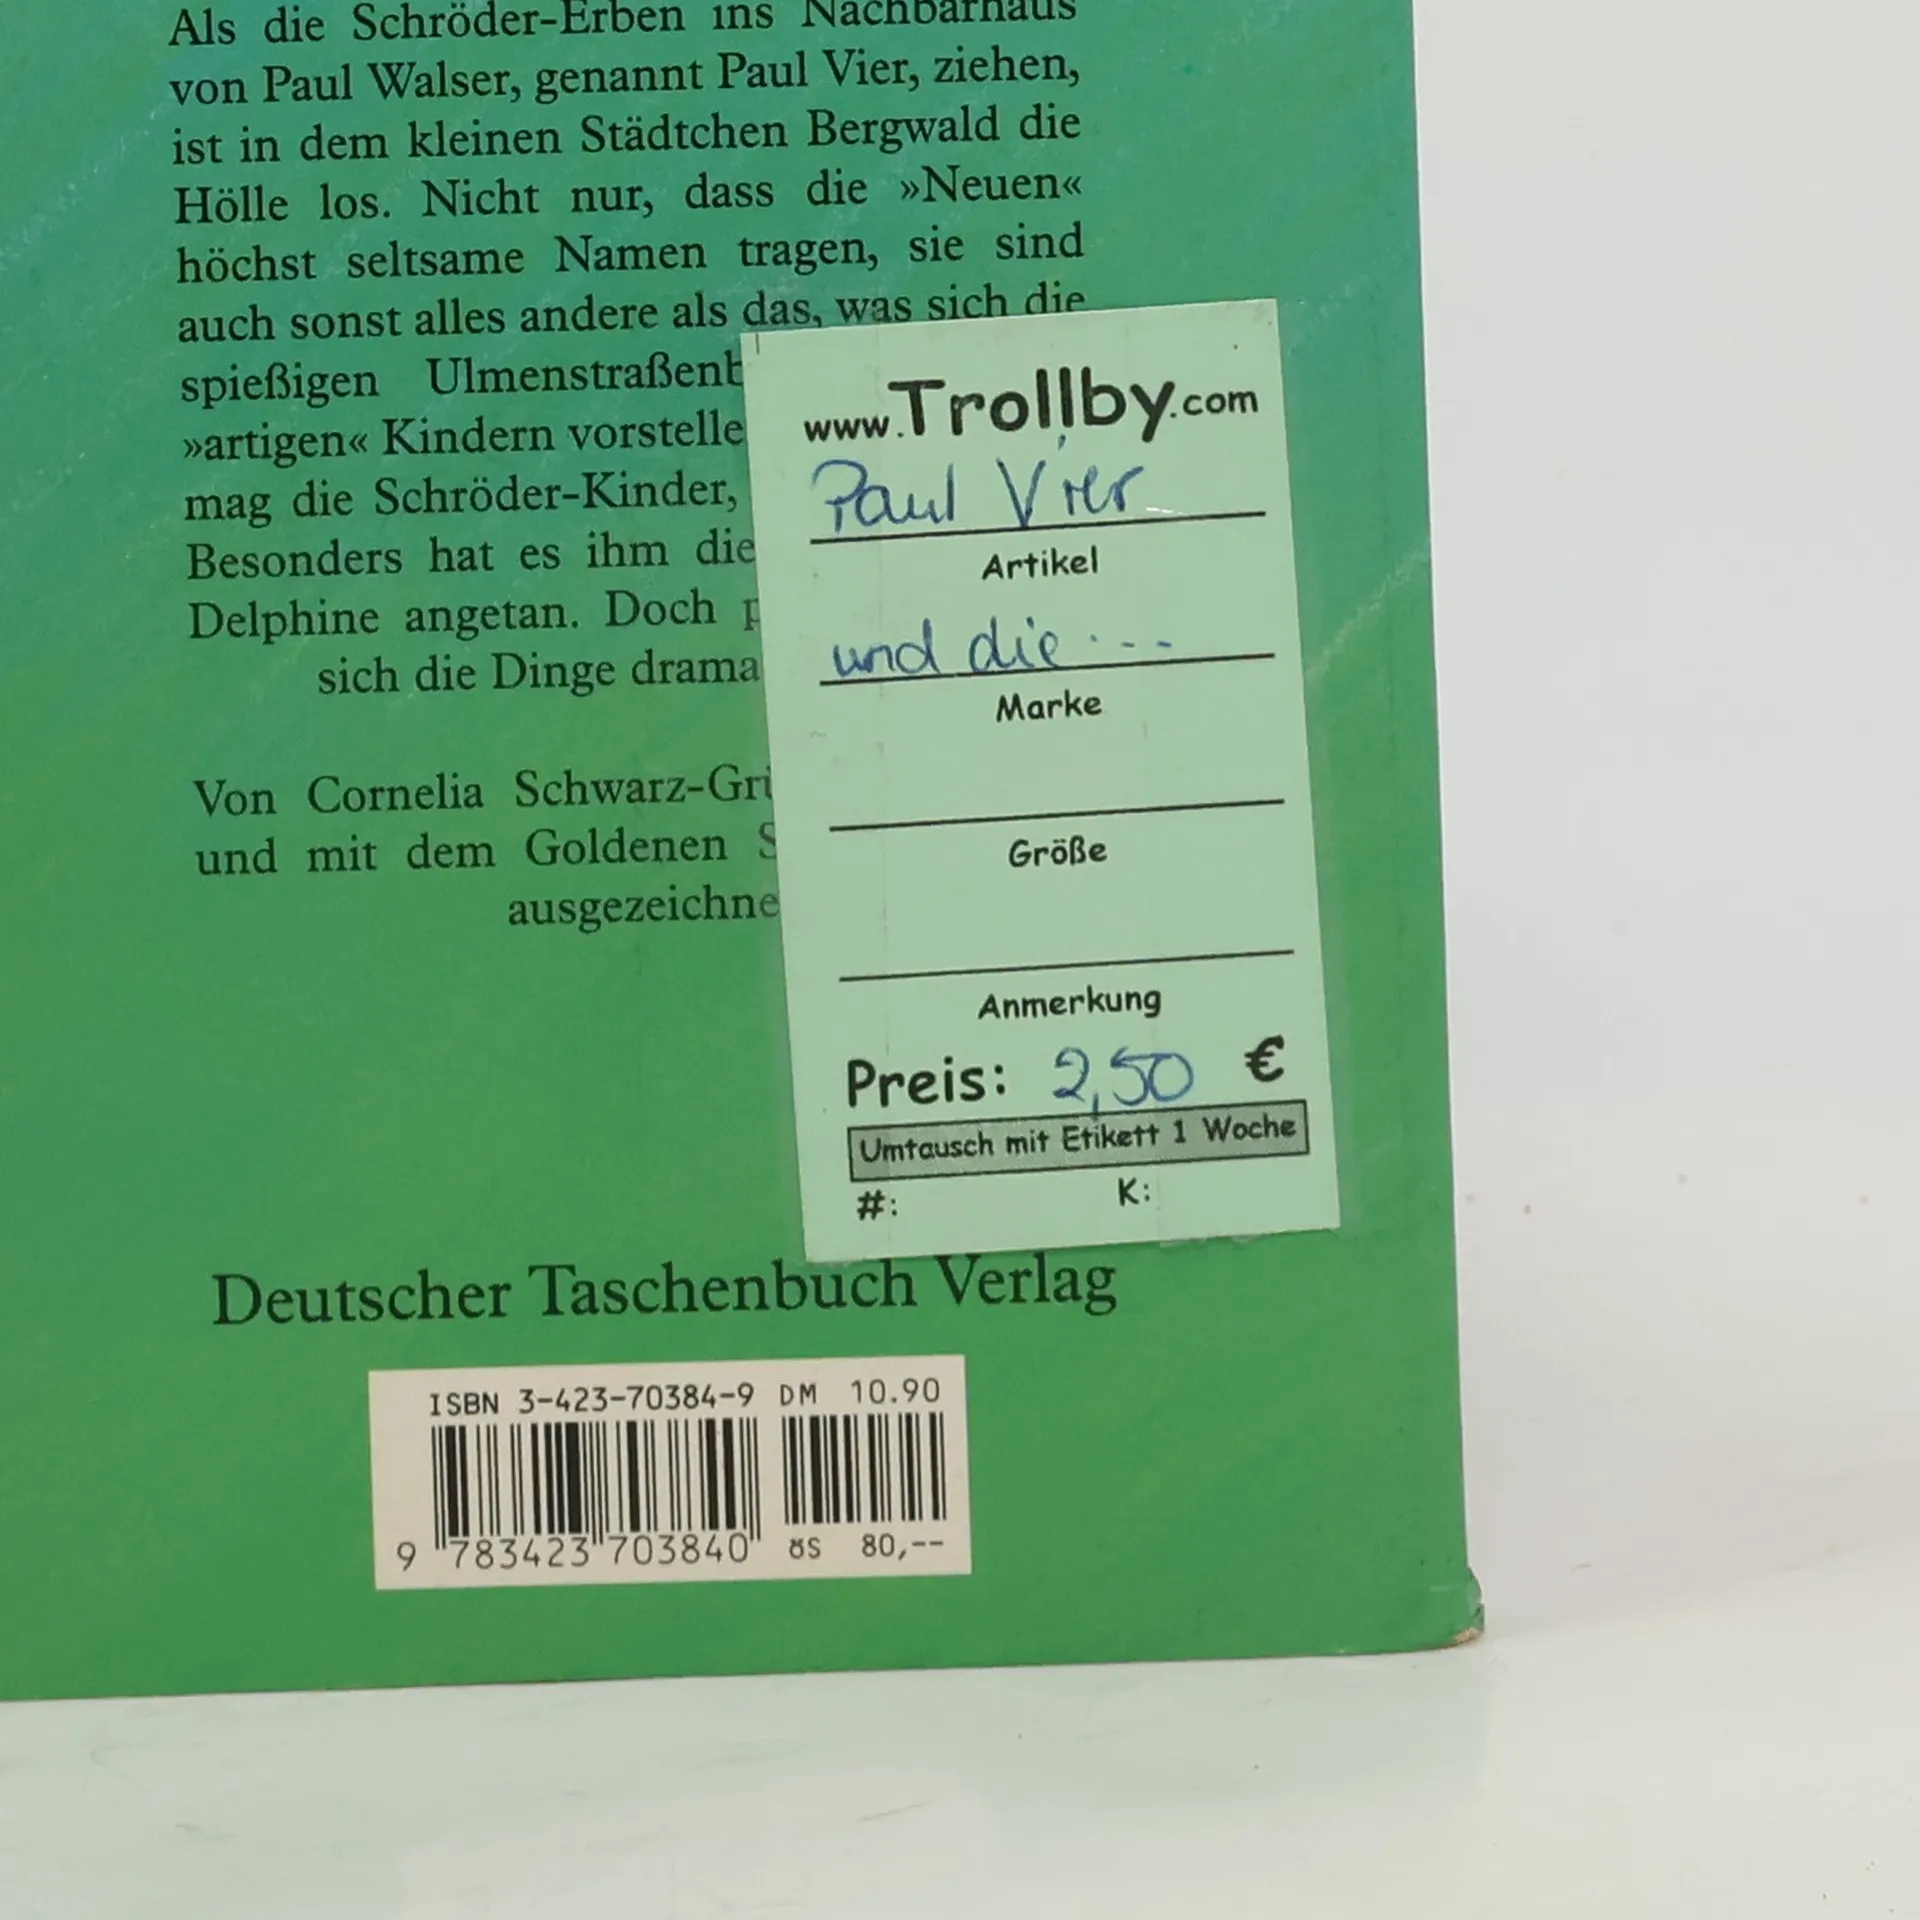 Als die Schröder-Erben ins Nachbarhaus
von Paul Walser, genannt Paul Vier, ziehen,
ist in dem kleinen Städtchen Bergwald die
Hölle los. Nicht nur, dass die »Neuen«
höchst seltsame Namen tragen, sie sind
auch sonst alles andere als das, was sich die
spießigen
»artigen« Kindern
mag die Schröder-Kinder,
Besonders hat es ihm die
Delphine angetan. Doch
sich die Dinge
Von Cornelia
und mit dem Goldenen
www.Trollby.com
Paul Vier
Artikel
und die ...
Marke
Größe
Anmerkung
Preis: 2,50 €
Umtausch mit Etikett 1 Woche
#: K:
Deutscher Taschenbuch Verlag
ISBN 3-423-70384-9 DM 10.90
9 783423 703840 öS 80,--